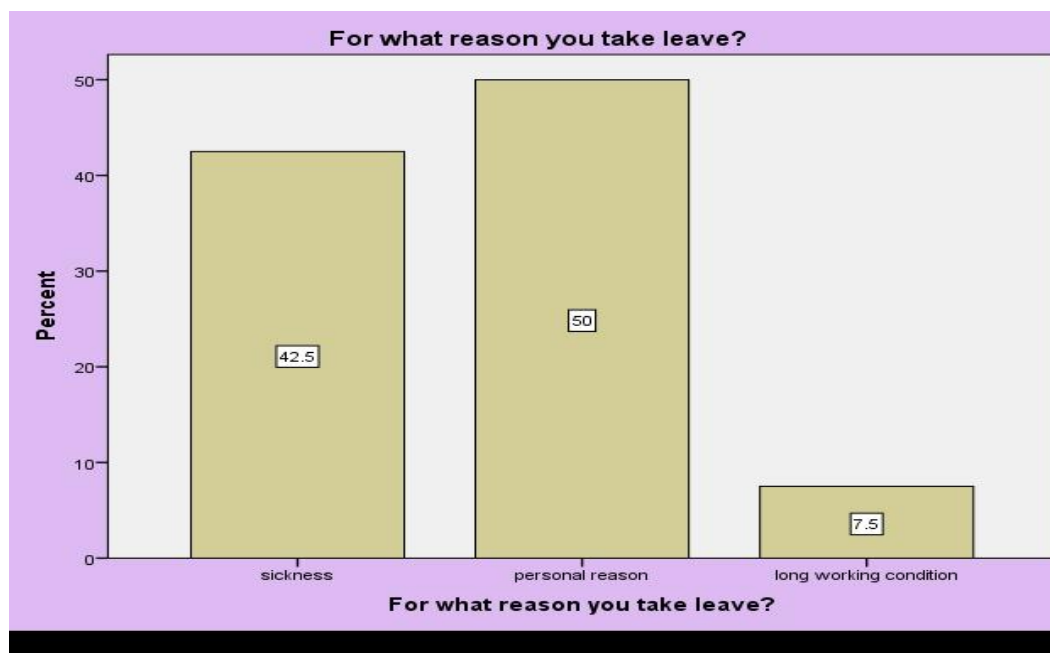 For what reason you take leave?
Percent
50
40
30
20
10
0
42.5
50
7.5
sickness
personal reason
long working condition
For what reason you take leave?